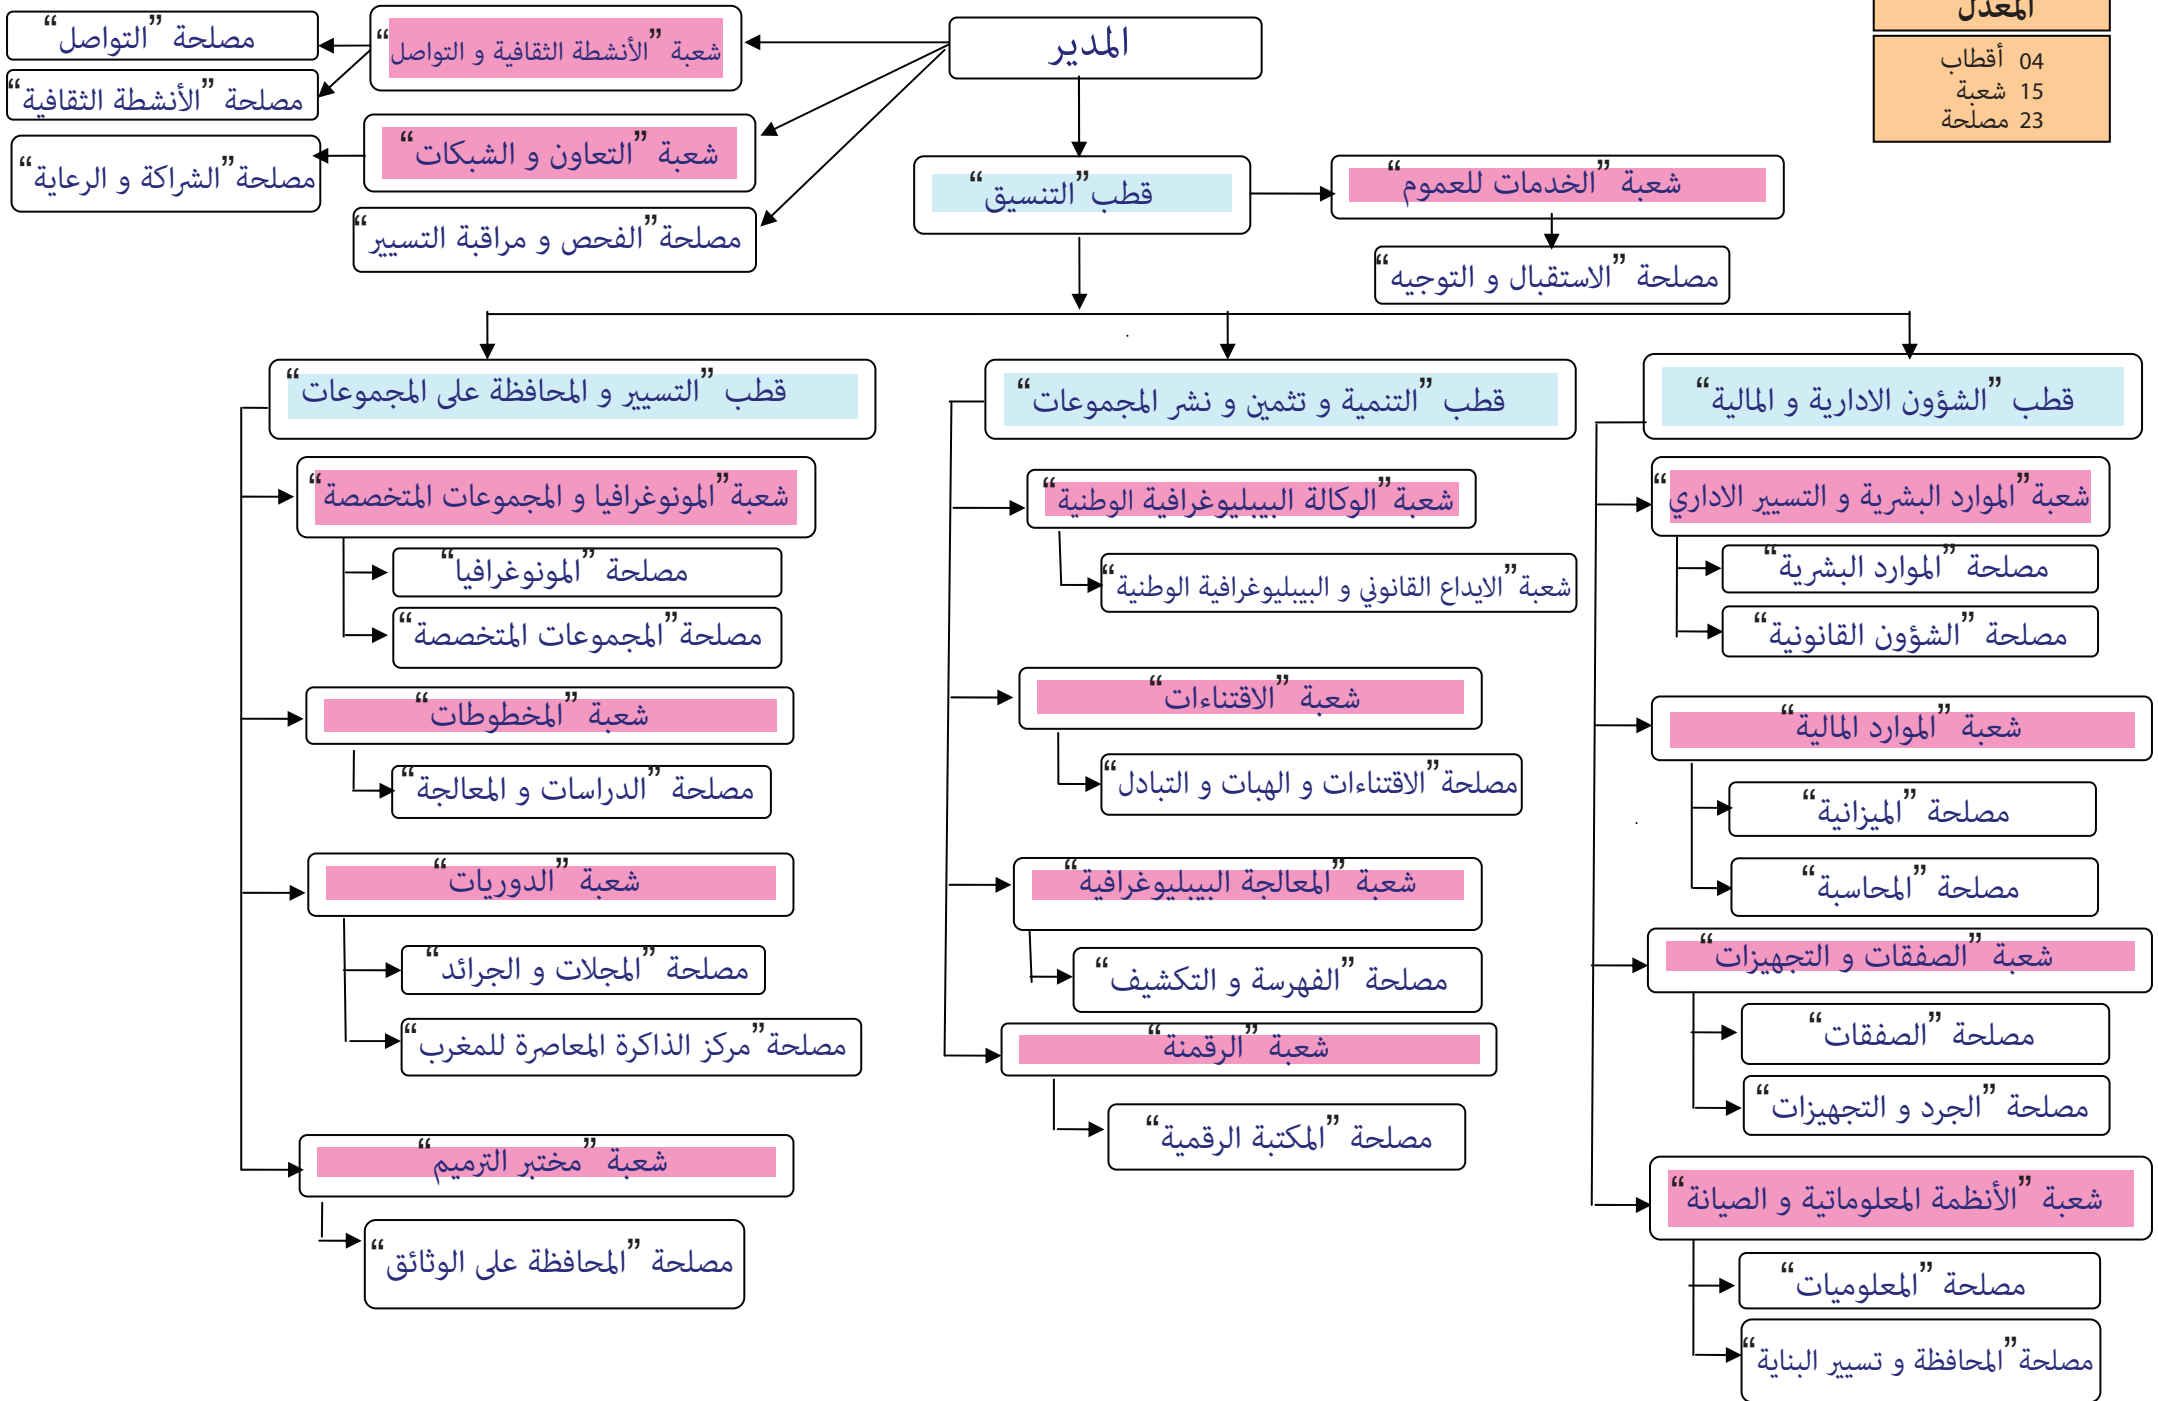 المعدل
04 أقطاب
15 شعبة
23 مصلحة
المدير
شعبة ”الأنشطة الثقافية و التواصل“
مصلحة ”التواصل“
مصلحة ”الأنشطة الثقافية“
شعبة ”التعاون و الشبكات“
مصلحة”الشراكة و الرعاية“
مصلحة”الفحص و مراقبة التسيير“
قطب”التنسيق“
شعبة ”الخدمات للعموم“
مصلحة ”الاستقبال و التوجيه“
قطب ”الشؤون الادارية و المالية“
شعبة”الموارد البشرية و التسيير الاداري“
مصلحة ”الموارد البشرية“
مصلحة ”الشؤون القانونية“
شعبة ”الموارد المالية“
مصلحة ”الميزانية“
مصلحة ”المحاسبة“
شعبة ”الصفقات و التجهيزات“
مصلحة ”الصفقات“
مصلحة ”الجرد و التجهيزات“
شعبة ”الأنظمة المعلوماتية و الصيانة“
مصلحة ”المعلوميات“
مصلحة”المحافظة و تسيير البناية“
قطب ”التنمية و تثمين و نشر المجموعات“
شعبة”الوكالة البيبليوغرافية الوطنية“
شعبة”الايداع القانوني و البيبليوغرافية الوطنية“
شعبة ”الاقتناءات“
مصلحة”الاقتناءات و الهبات و التبادل“
شعبة ”المعالجة البيبليوغرافية“
مصلحة ”الفهرسة و التكشيف“
شعبة ”الرقمنة“
مصلحة ”المكتبة الرقمية“
قطب ”التسيير و المحافظة على المجموعات“
شعبة”المونوغرافيا و المجموعات المتخصصة“
مصلحة ”المونوغرافيا“
مصلحة”المجموعات المتخصصة“
شعبة ”المخطوطات“
مصلحة ”الدراسات و المعالجة“
شعبة ”الدوريات“
مصلحة ”المجلات و الجرائد“
مصلحة”مركز الذاكرة المعاصرة للمغرب“
شعبة ”مختبر الترميم“
مصلحة ”المحافظة على الوثائق“